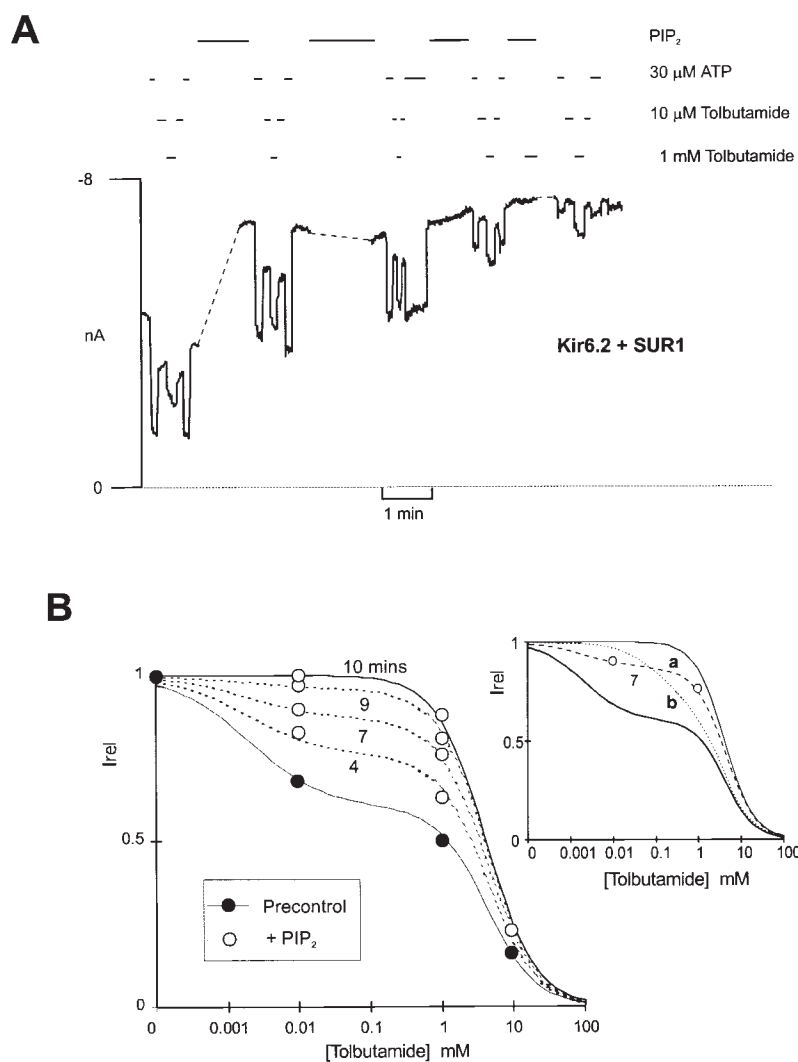 A
PIP₂
30 μM ATP
10 μM Tolbutamide
1 mM Tolbutamide
-8
nA
Kir6.2 + SUR1
0
1 min
B
1
10 mins
9
7
4
Irel
0.5
Precontrol
+ PIP₂
0
0 0.001 0.01 0.1 1 10 100
[Tolbutamide] mM
1
a
7
b
Irel
0.5
0
0 0.001 0.01 0.1 1 10 100
[Tolbutamide] mM